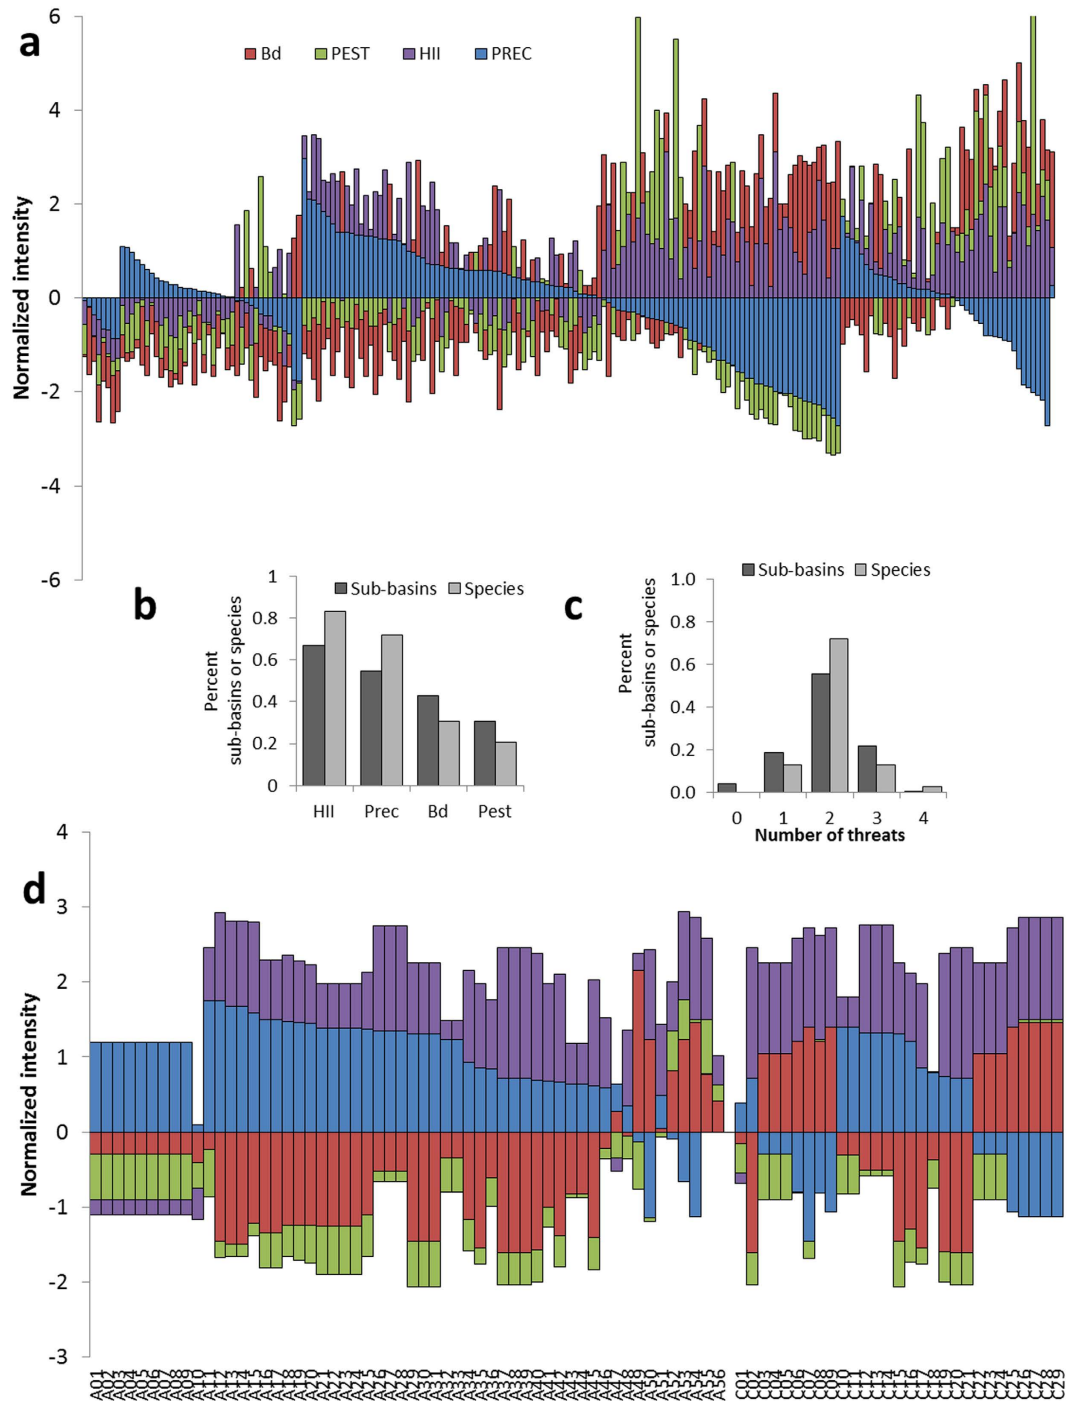 a
6
Bd PEST HII PREC
4
2
0
-2
-4
-6
Normalized intensity
b
1
0.8
0.6
0.4
0.2
0
Percent
sub-basins or species
Sub-basins Species
HII Prec Bd Pest
c
1.0
0.8
0.6
0.4
0.2
0.0
Percent
sub-basins or species
Sub-basins Species
0 1 2 3 4
Number of threats
d
4
3
2
1
0
-1
-2
-3
Normalized intensity
A01 A02 A03 A04 A05 A06 A07 A08 A09 A10 A11 A12 A13 A14 A15 A16 A17 A18 A19 A20 A21 A22 A23 A24 A25 A26 A27 A28 A29 A30 A31 A32 A33 A34 A35 A36 A37 A38 A39 A40 A41 A42 A43 A44 A45 A46 A48 A49 A50 A51 A52 A53 A54 A55 A56
C01 C02 C03 C04 C05 C06 C07 C08 C09 C10 C11 C12 C13 C14 C15 C16 C17 C18 C19 C20 C21 C22 C23 C24 C25 C26 C27 C28 C29